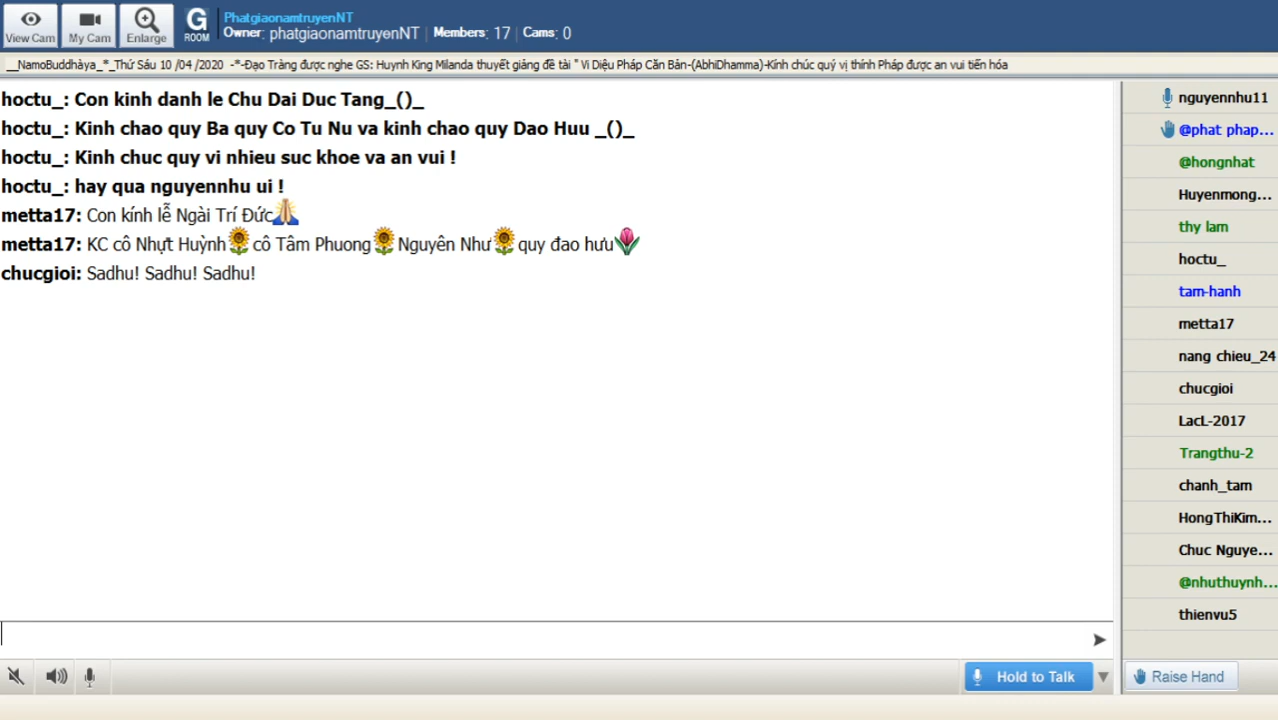 View Cam
My Cam
Enlarge
G
ROOM
PhatgiaonamtruyenNT
Owner: phatgiaonamtruyenNT | Members: 17 | Cams: 0
__NamoBuddhàya_*_Thứ Sáu 10 /04 /2020 -*-Đạo Tràng được nghe GS: Huynh King Milanda thuyết giảng đề tài " Vi Diệu Pháp Căn Bản-(AbhiDhamma)-Kính chúc quý vị thính Pháp được an vui tiến hóa
hoctu_: Con kinh danh le Chu Dai Duc Tang_()_
hoctu_: Kinh chao quy Ba quy Co Tu Nu va kinh chao quy Dao Huu _()_
hoctu_: Kinh chuc quy vi nhieu suc khoe va an vui !
hoctu_: hay qua nguyennhu ui !
metta17: Con kính lễ Ngài Trí Đức🙏
metta17: KC cô Nhựt Huỳnh🌻cô Tâm Phuong🌻Nguyên Như🌻quy đao hưu🌷
chucgioi: Sadhu! Sadhu! Sadhu!
nguyennhu11
@phat phap...
@hongnhat
Huyenmong...
thy lam
hoctu_
tam-hanh
metta17
nang chieu_24
chucgioi
LacL-2017
Trangthu-2
chanh_tam
HongThiKim...
Chuc Nguye...
@nhuthuynh...
thienvu5
Hold to Talk
Raise Hand